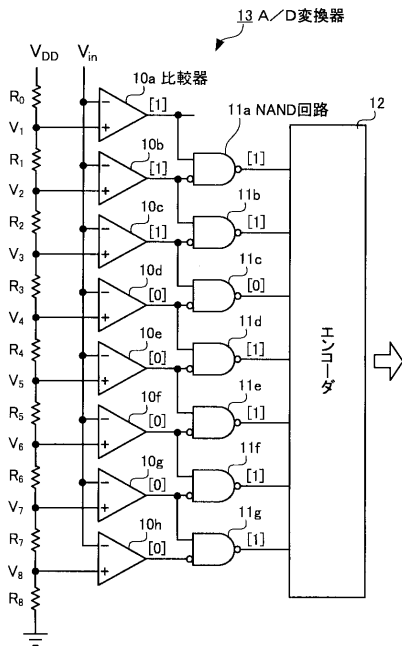 13 A／D変換器
VDD Vin
10a 比較器
12
R0
[1]
11a NAND回路
V1
10b
[1]
R1
[1]
V2
11b
10c
[1]
R2
[1]
V3
11c
10d
[0]
R3
[0]
V4
11d
10e
[1]
R4
[0]
V5
11e
10f
[1]
R5
[0]
V6
11f
10g
[1]
R6
[0]
V7
11g
10h
[1]
R7
[0]
V8
R8
エンコーダ